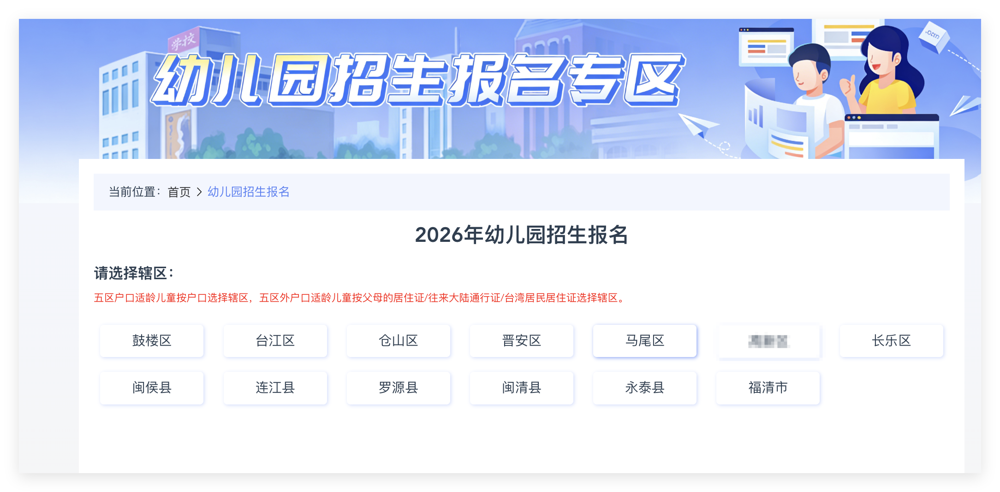 学校
.com
幼儿园招生报名专区
当前位置：首页 > 幼儿园招生报名
2026年幼儿园招生报名
请选择辖区：
五区户口适龄儿童按户口选择辖区，五区外户口适龄儿童按父母的居住证/往来大陆通行证/台湾居民居住证选择辖区。
鼓楼区 台江区 仓山区 晋安区 马尾区 长乐区
闽侯县 连江县 罗源县 闽清县 永泰县 福清市